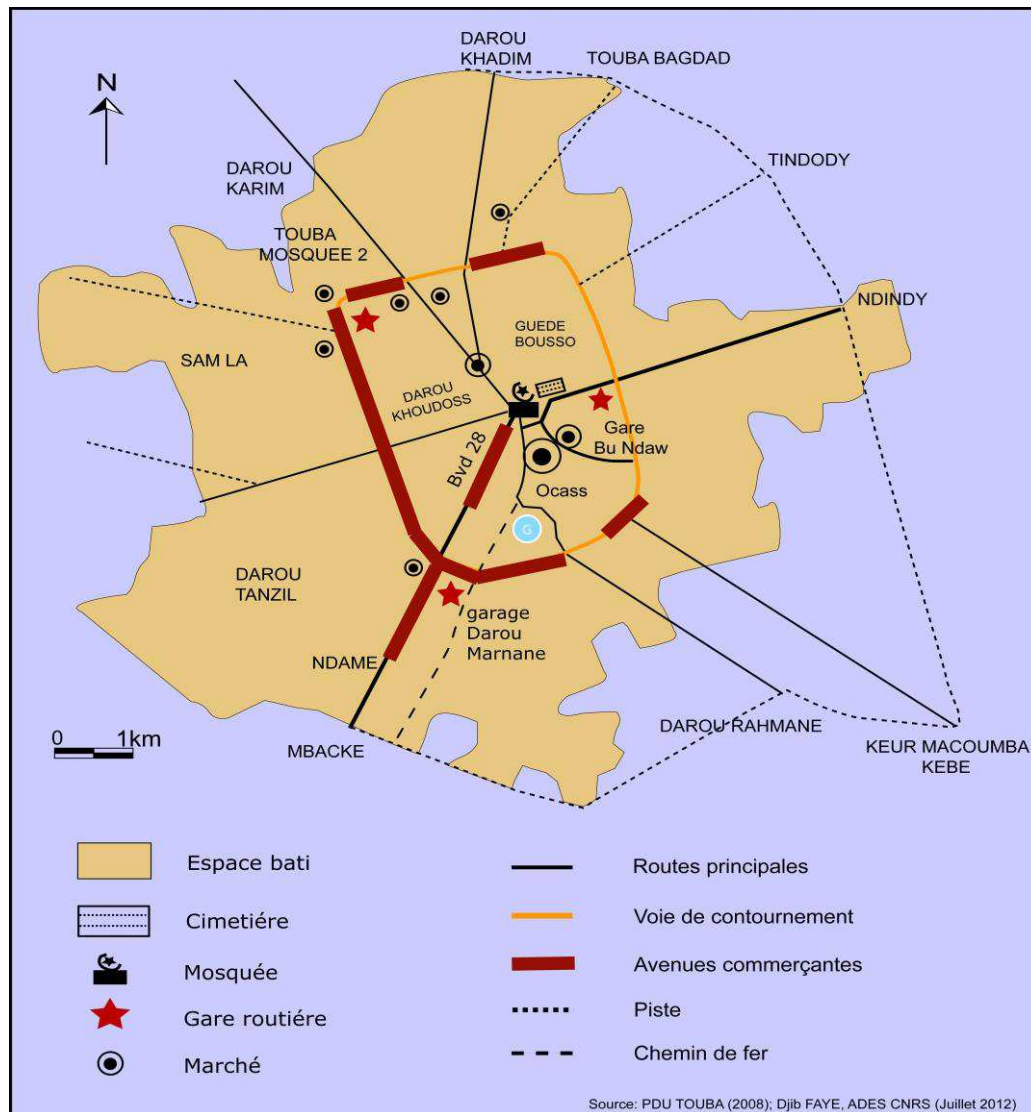 DAROU
KHADIM
TOUBA BAGDAD
N
TINDODY
DAROU
KARIM
TOUBA
MOSQUEE 2
NDINDY
GUEDE
BOUSSO
SAM LA
DAROU
KHOUDOSS
Gare
Bu Ndaw
Bvd 28
Ocass
G
DAROU
TANZIL
garage
Darou
Marnane
NDAME
DAROU RAHMANE
0 1km
MBACKE
KEUR MACOUMBA
KEBE
Espace bati
Routes principales
Cimetiére
Voie de contournement
Mosquée
Avenues commerçantes
Gare routiére
Piste
Marché
Chemin de fer
Source: PDU TOUBA (2008); Djib FAYE, ADES CNRS (Juillet 2012)